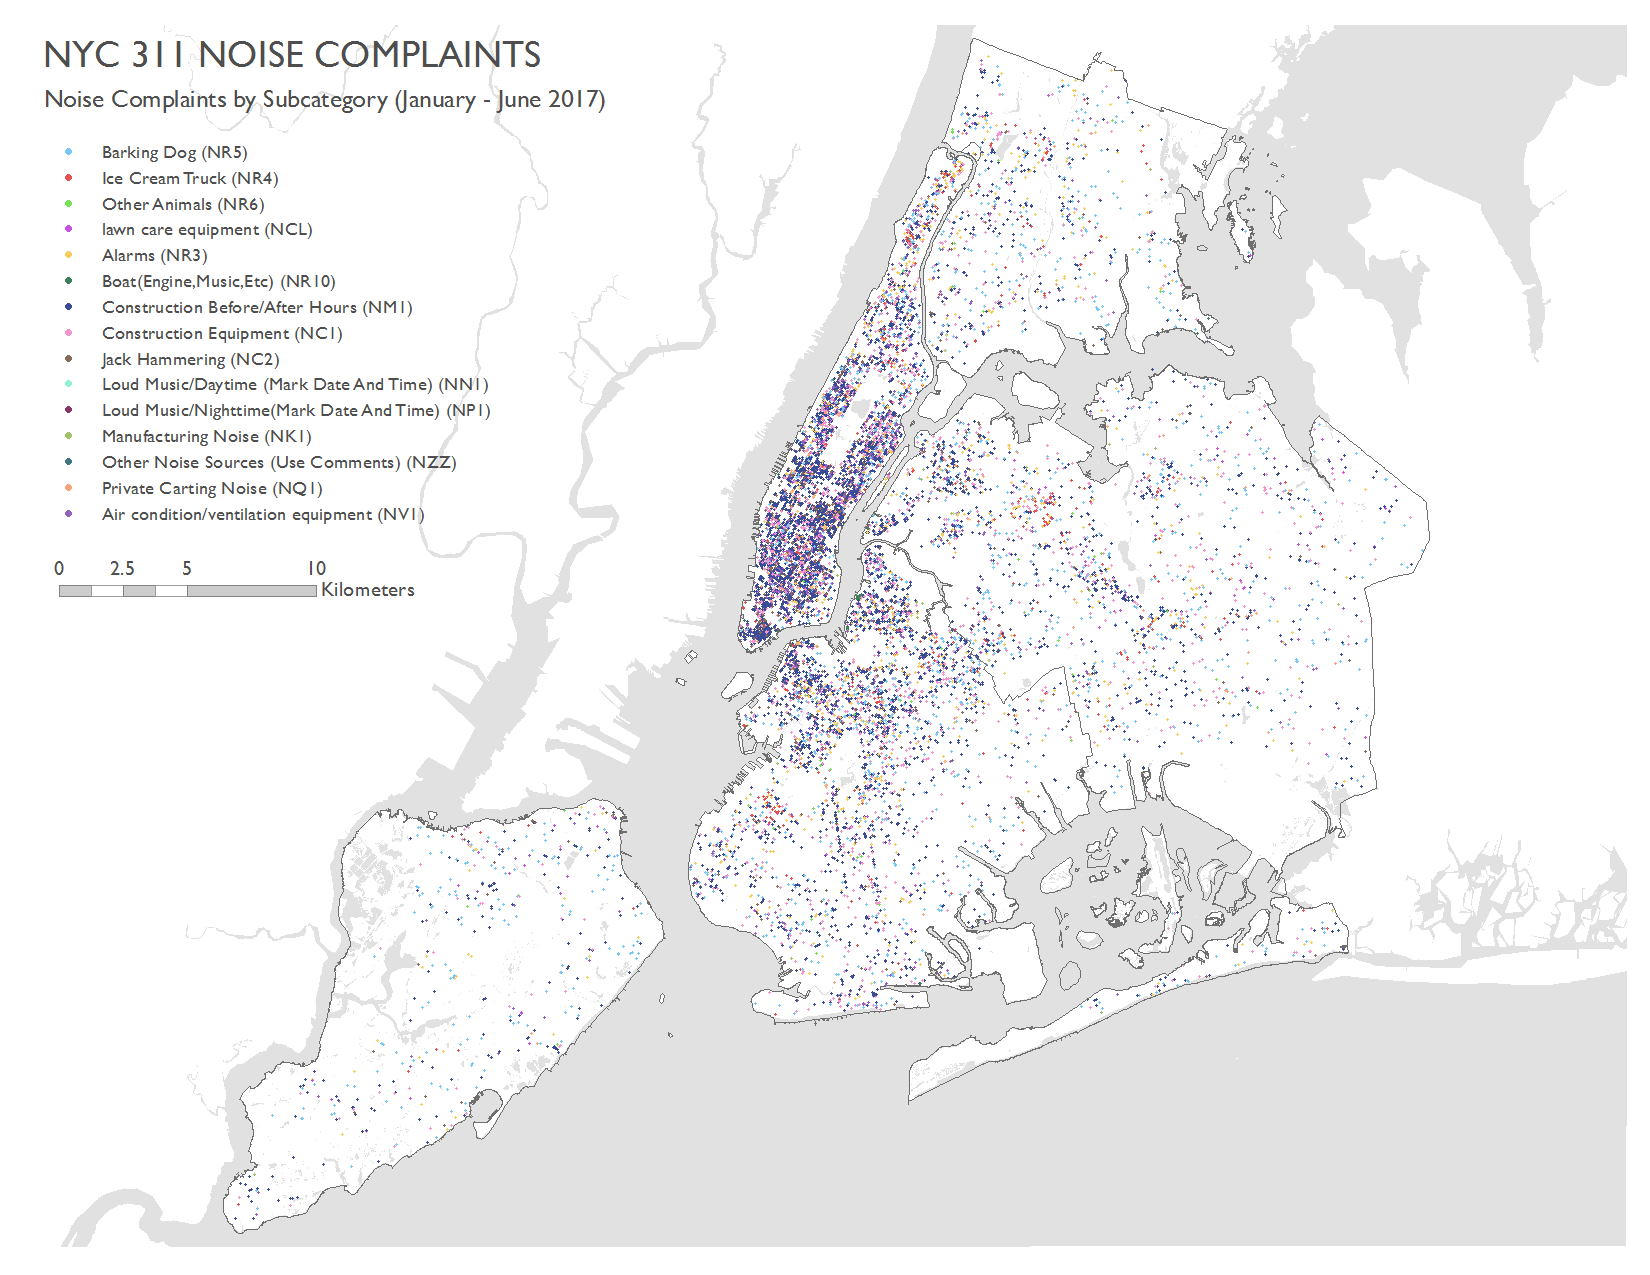 NYC 311 NOISE COMPLAINTS
Noise Complaints by Subcategory (January - June 2017)
Barking Dog (NR5)
Ice Cream Truck (NR4)
Other Animals (NR6)
lawn care equipment (NCL)
Alarms (NR3)
Boat(Engine,Music,Etc) (NR10)
Construction Before/After Hours (NM1)
Construction Equipment (NC1)
Jack Hammering (NC2)
Loud Music/Daytime (Mark Date And Time) (NN1)
Loud Music/Nighttime(Mark Date And Time) (NP1)
Manufacturing Noise (NK1)
Other Noise Sources (Use Comments) (NZZ)
Private Carting Noise (NQ1)
Air condition/ventilation equipment (NV1)
0 2.5 5 10
Kilometers